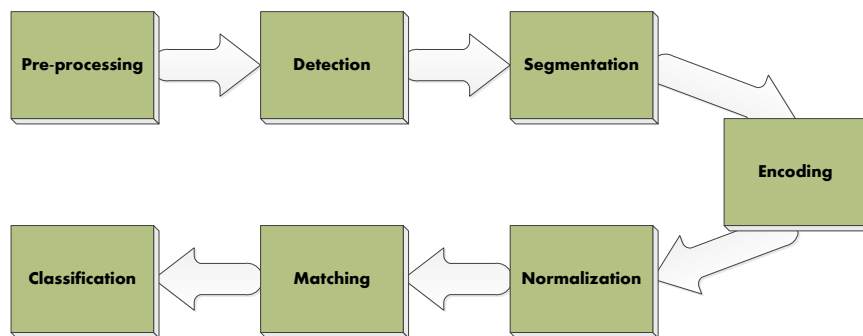 Pre-processing
Detection
Segmentation
Encoding
Normalization
Matching
Classification